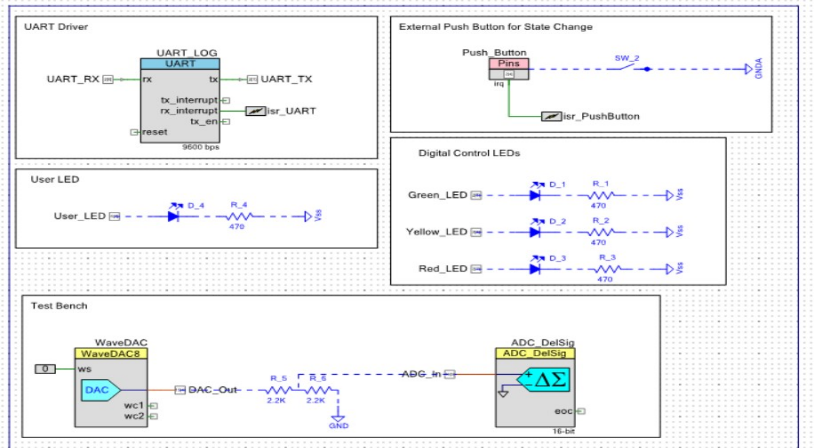 UART Driver
UART_LOG
UART
UART_RX
rx
tx
UART_TX
tx_interrupt
rx_interrupt
isr_UART
tx_en
reset
9600 bps
External Push Button for State Change
Push_Button
Pins
irq
SW_2
GNDA
isr_PushButton
User LED
User_LED
D_4
R_4
470
Vss
Digital Control LEDs
Green_LED
D_1
R_1
470
Vss
Yellow_LED
D_2
R_2
470
Vss
Red_LED
D_3
R_3
470
Vss
Test Bench
WaveDAC
WaveDAC8
0
ws
DAC
wc1
wc2
DAC_Out
R_5
R_6
2.2K
2.2K
GND
ADC_In
ADC_DelSig
ADC_DelSig
+
-
ΔΣ
eoc
16-bit